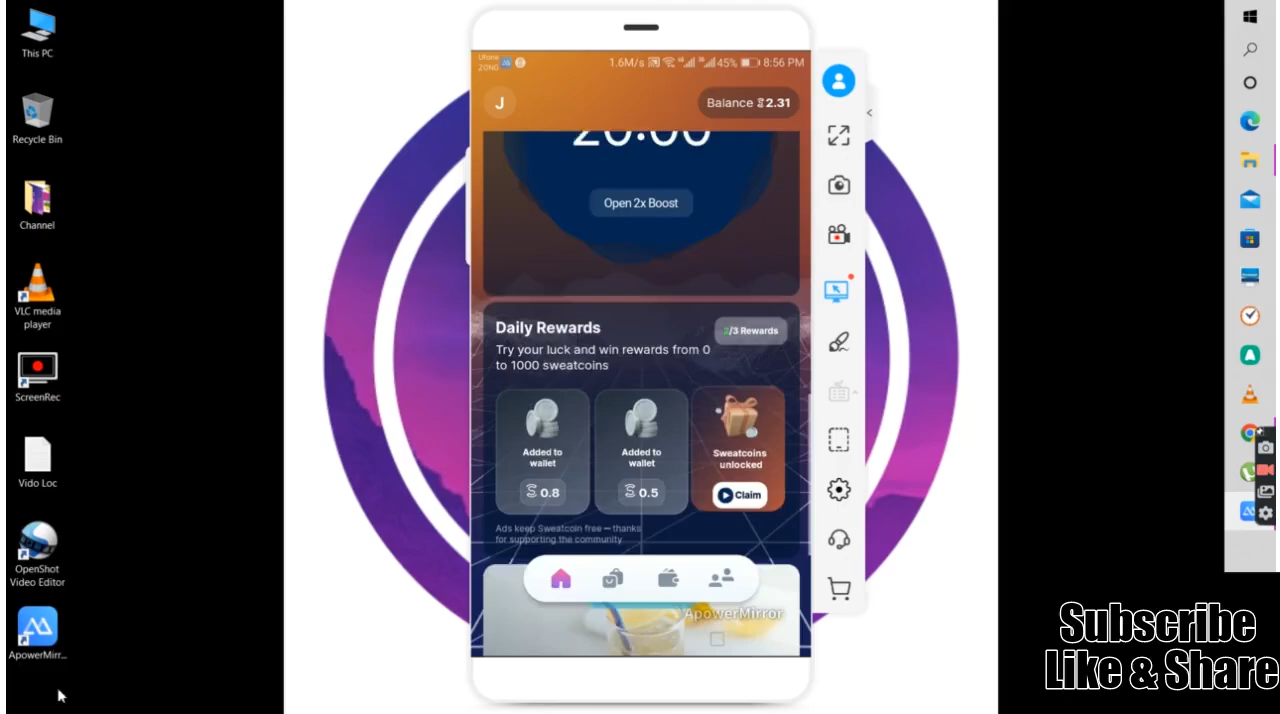 This PC
Recycle Bin
Channel
VLC media
player
ScreenRec
Vido Loc
OpenShot
Video Editor
ApowerMirr...
Ufone
ZONG
1.6M/s
45%
8:56 PM
J
Balance 2.31
20:00
Open 2x Boost
Daily Rewards
2/3 Rewards
Try your luck and win rewards from 0
to 1000 sweatcoins
Added to
wallet
0.8
Added to
wallet
0.5
Sweatcoins
unlocked
Claim
Ads keep Sweatcoin free – thanks
for supporting the community
ApowerMirror
Subscribe
Like & Share